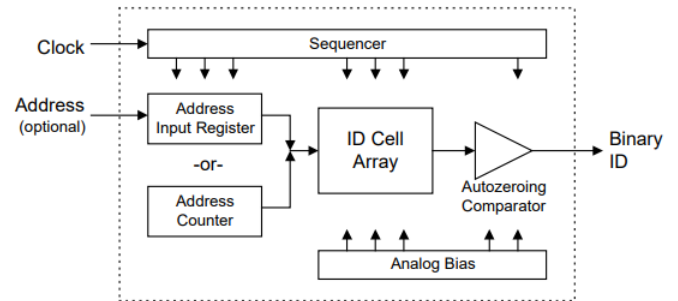 Clock
Sequencer
Address
(optional)
Address
Input Register
-or-
Address
Counter
ID Cell
Array
Autozeroing
Comparator
Binary
ID
Analog Bias